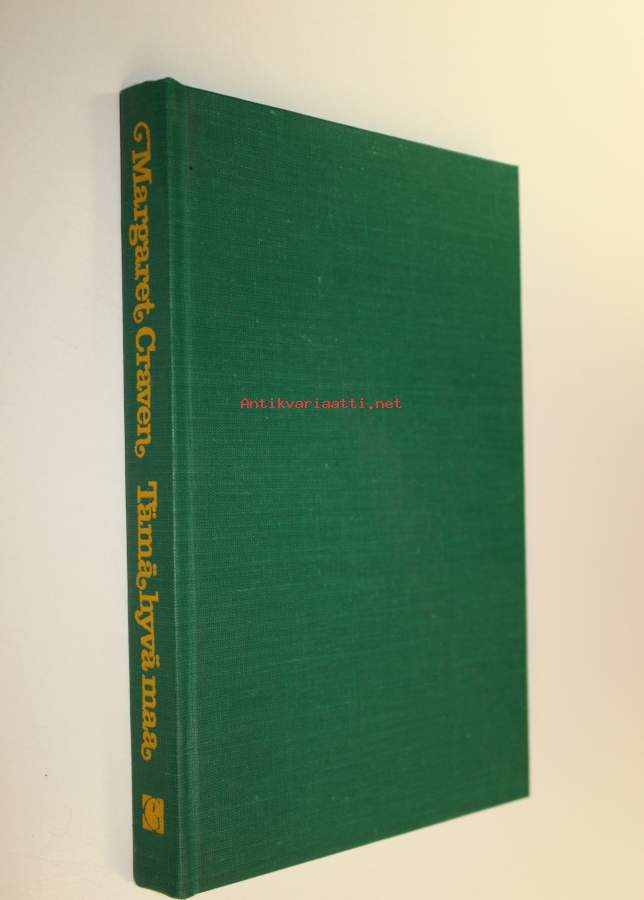 Margaret Craven Tämä hyvä maa
Antikvariaatti.net